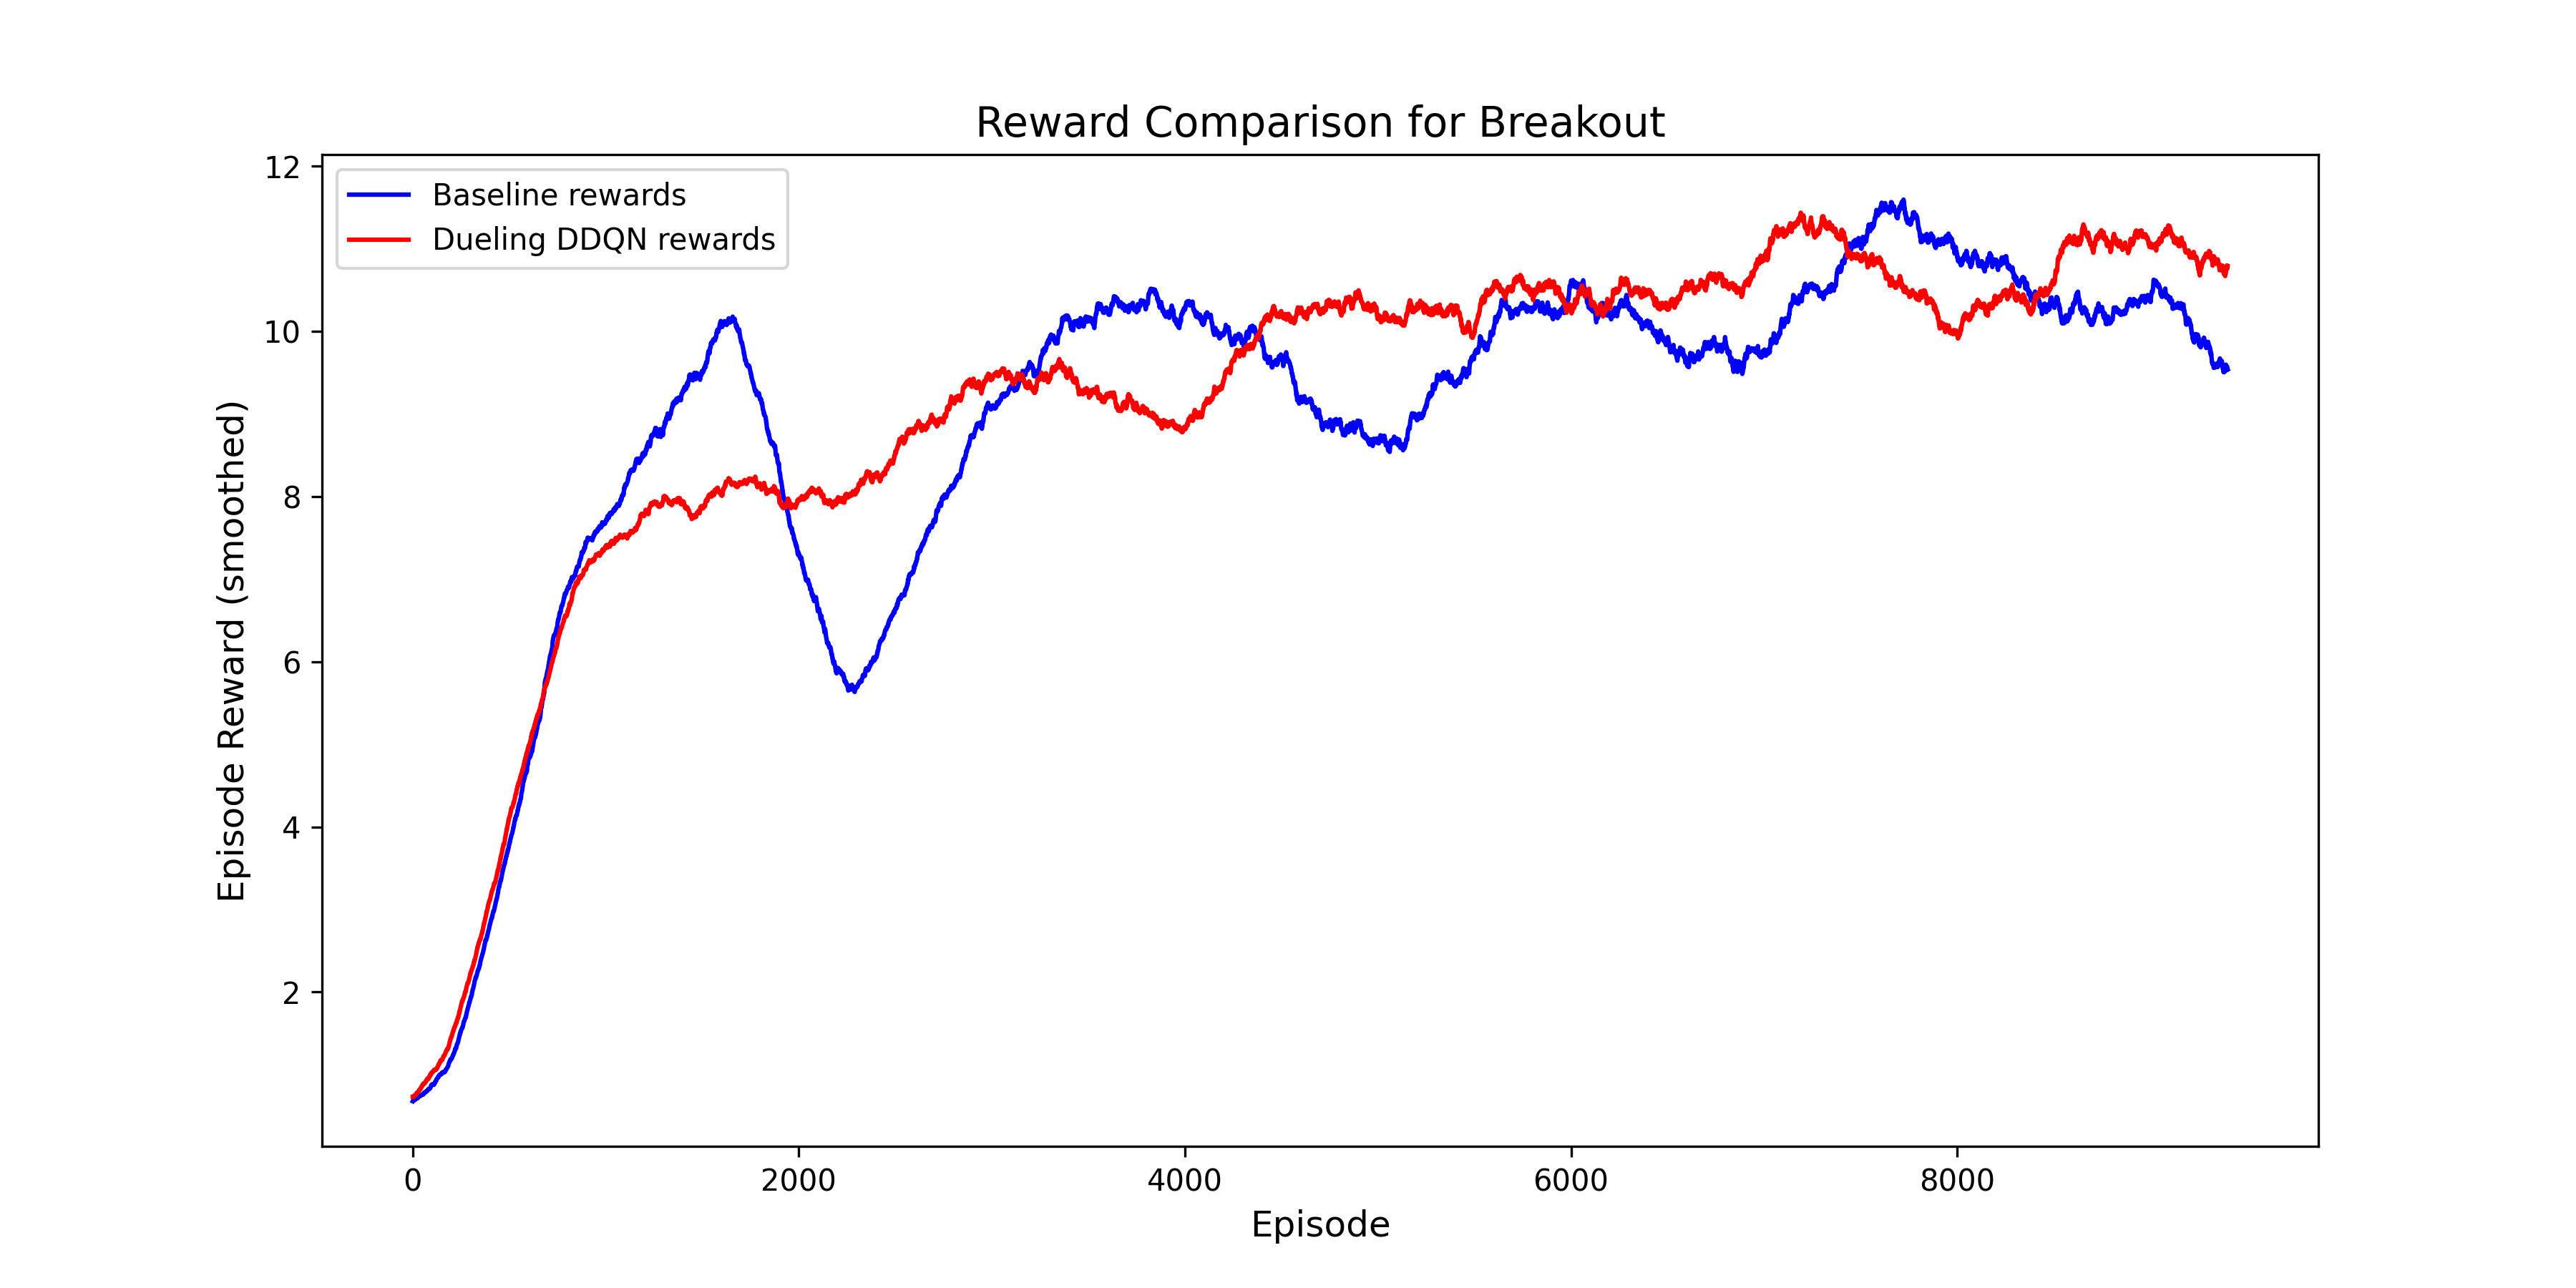 Reward Comparison for Breakout
Baseline rewards
Dueling DDQN rewards
12
10
8
6
4
2
Episode Reward (smoothed)
0
2000
4000
6000
8000
Episode